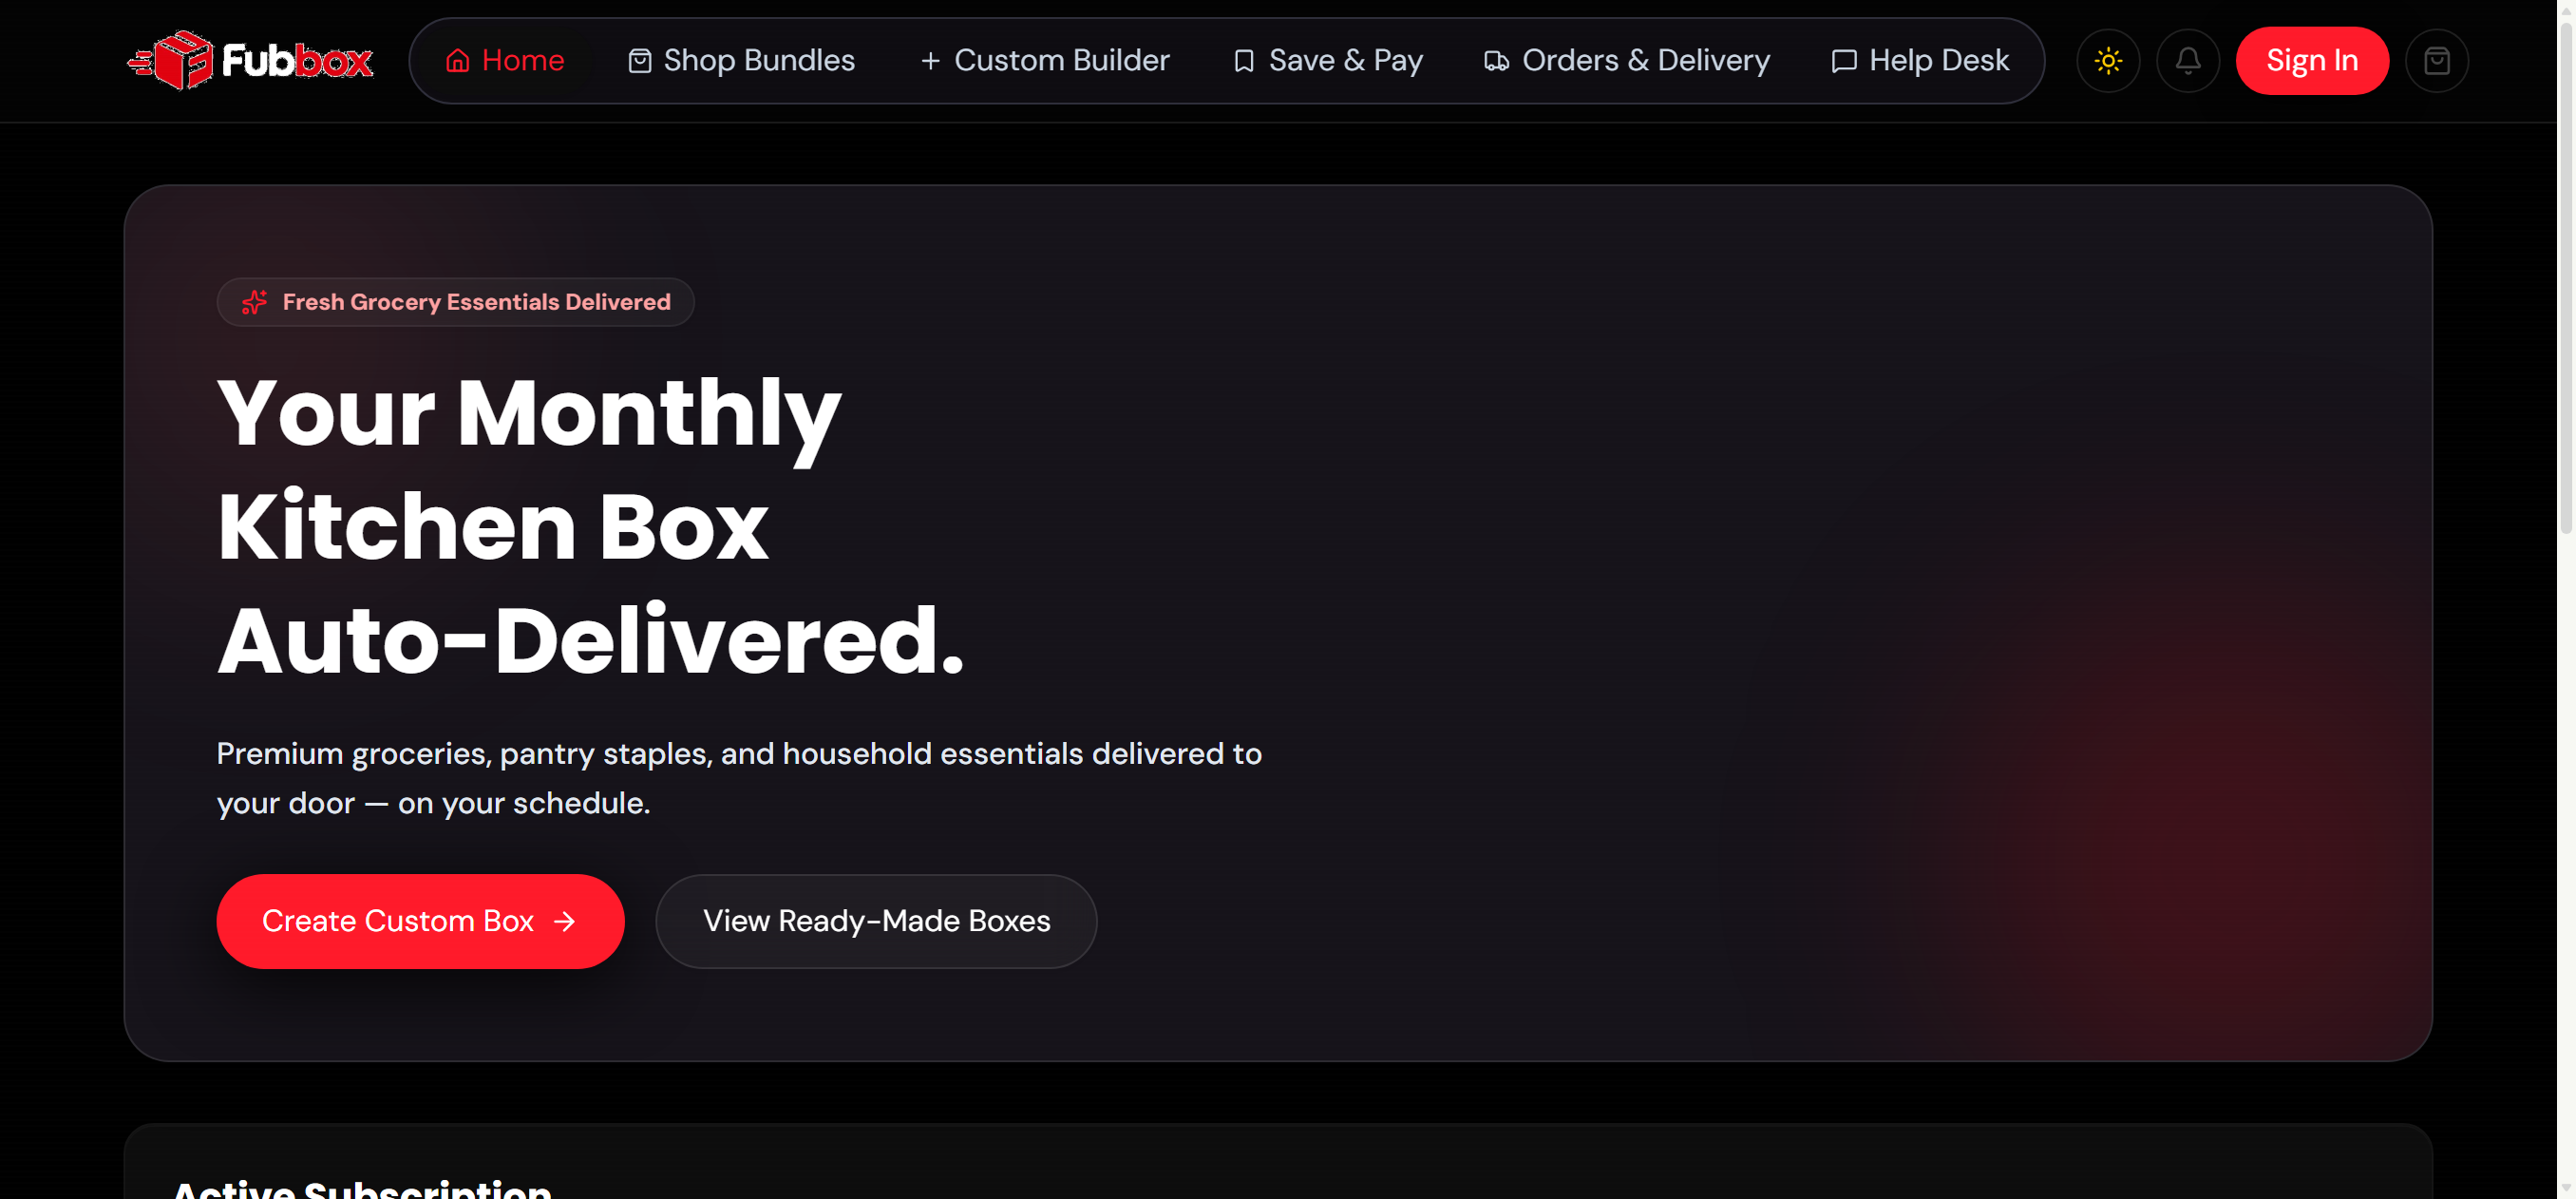 Fubbox
Home
Shop Bundles
Custom Builder
Save & Pay
Orders & Delivery
Help Desk
Sign In
Fresh Grocery Essentials Delivered
Your Monthly
Kitchen Box
Auto-Delivered.
Premium groceries, pantry staples, and household essentials delivered to
your door — on your schedule.
Create Custom Box →
View Ready-Made Boxes
Active Subscription